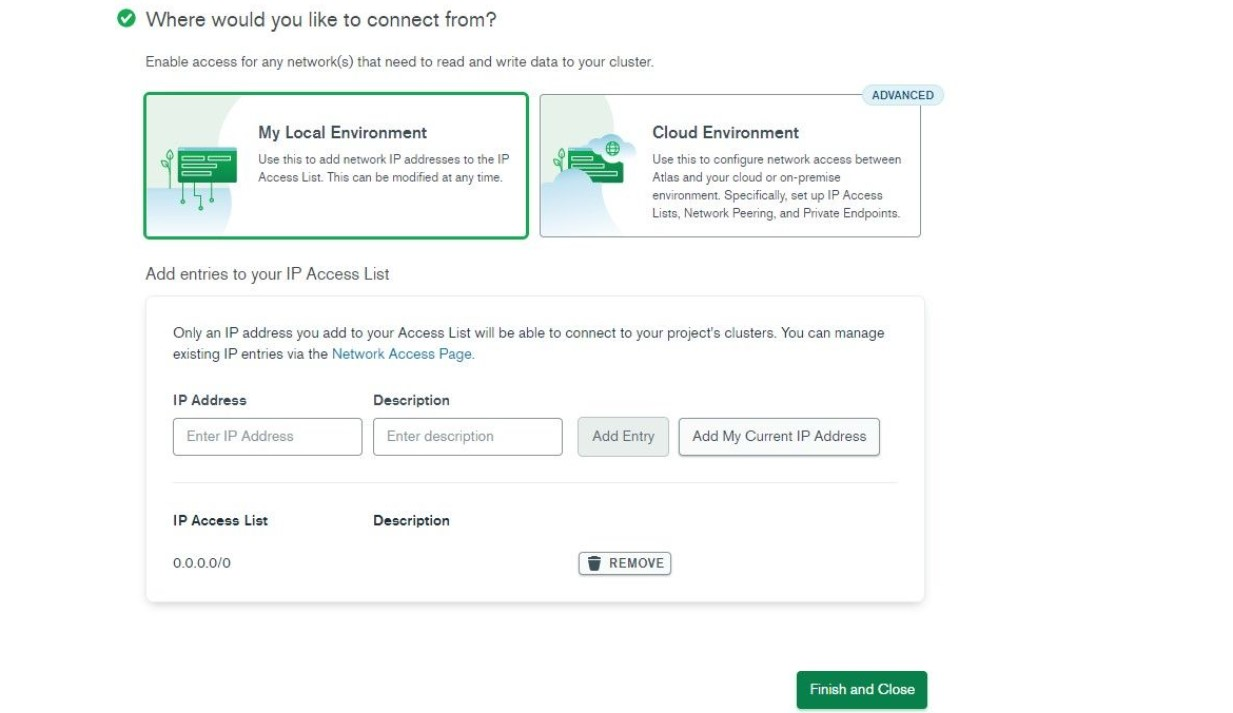 Where would you like to connect from?
Enable access for any network(s) that need to read and write data to your cluster.
ADVANCED
My Local Environment
Use this to add network IP addresses to the IP
Access List. This can be modified at any time.
Cloud Environment
Use this to configure network access between
Atlas and your cloud or on-premise
environment. Specifically, set up IP Access
Lists, Network Peering, and Private Endpoints.
Add entries to your IP Access List
Only an IP address you add to your Access List will be able to connect to your project's clusters. You can manage
existing IP entries via the Network Access Page.
IP Address Description
Enter IP Address Enter description Add Entry Add My Current IP Address
IP Access List Description
0.0.0.0/0 REMOVE
Finish and Close